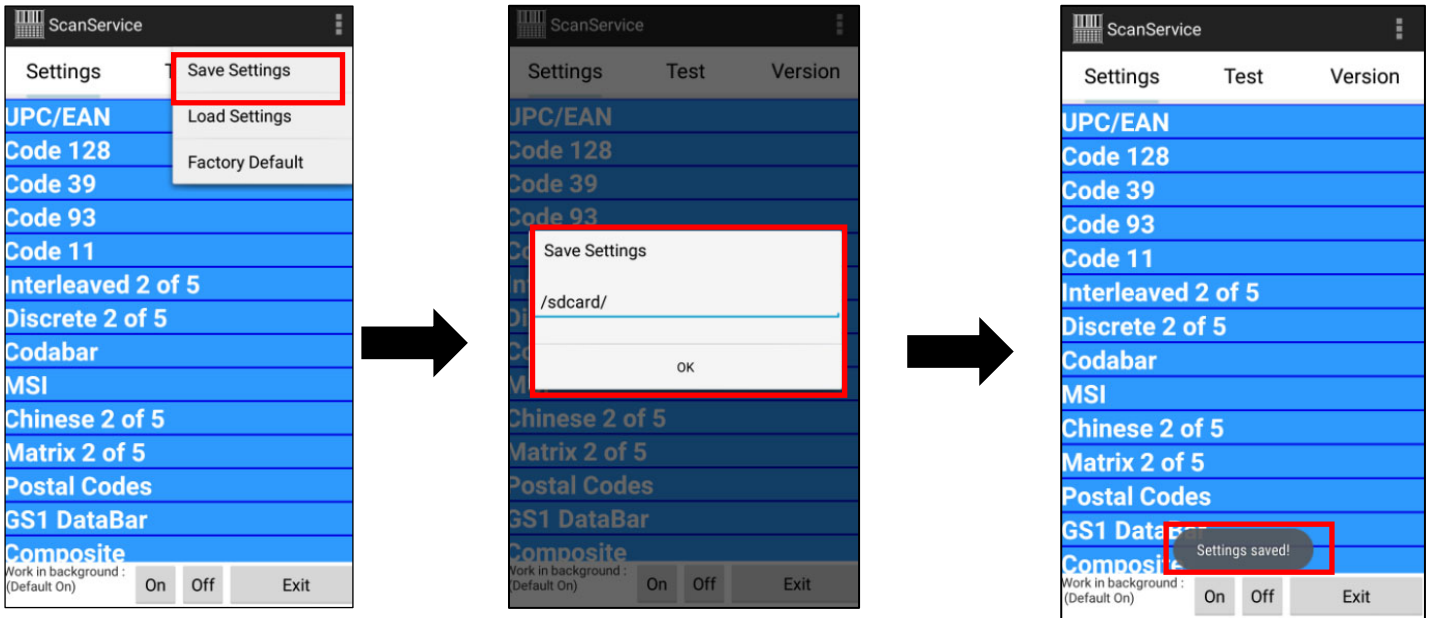 ScanService
Settings T Save Settings
Load Settings
Factory Default
UPC/EAN
Code 128
Code 39
Code 93
Code 11
Interleaved 2 of 5
Discrete 2 of 5
Codabar
MSI
Chinese 2 of 5
Matrix 2 of 5
Postal Codes
GS1 DataBar
Composite
Work in background :
(Default On) On Off Exit
ScanService
Settings Test Version
UPC/EAN
Code 128
Code 39
Code 93
Save Settings
/sdcard/
OK
Chinese 2 of 5
Matrix 2 of 5
Postal Codes
GS1 DataBar
Composite
Work in background :
(Default On) On Off Exit
ScanService
Settings Test Version
UPC/EAN
Code 128
Code 39
Code 93
Code 11
Interleaved 2 of 5
Discrete 2 of 5
Codabar
MSI
Chinese 2 of 5
Matrix 2 of 5
Postal Codes
GS1 DataBar
Composite
Settings saved!
Work in background :
(Default On) On Off Exit